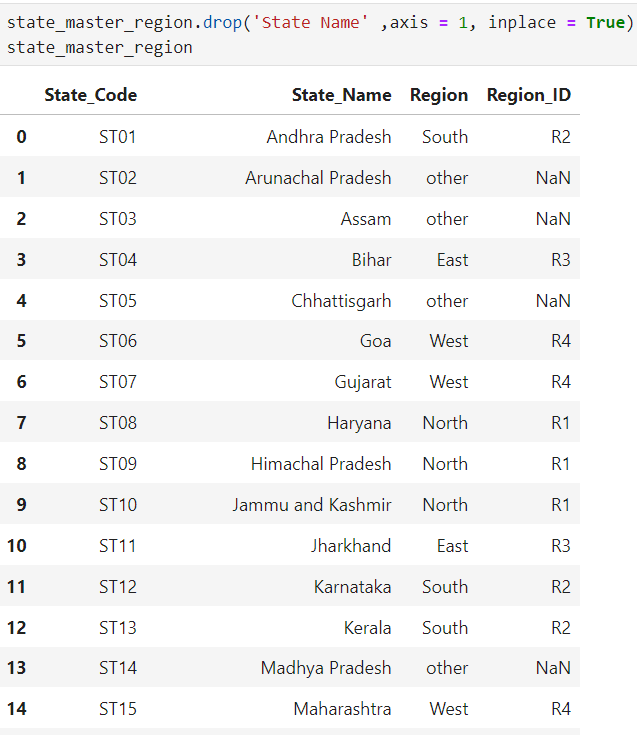 state_master_region.drop('State Name' ,axis = 1, inplace = True)
state_master_region
State_Code State_Name Region Region_ID
0 ST01 Andhra Pradesh South R2
1 ST02 Arunachal Pradesh other NaN
2 ST03 Assam other NaN
3 ST04 Bihar East R3
4 ST05 Chhattisgarh other NaN
5 ST06 Goa West R4
6 ST07 Gujarat West R4
7 ST08 Haryana North R1
8 ST09 Himachal Pradesh North R1
9 ST10 Jammu and Kashmir North R1
10 ST11 Jharkhand East R3
11 ST12 Karnataka South R2
12 ST13 Kerala South R2
13 ST14 Madhya Pradesh other NaN
14 ST15 Maharashtra West R4